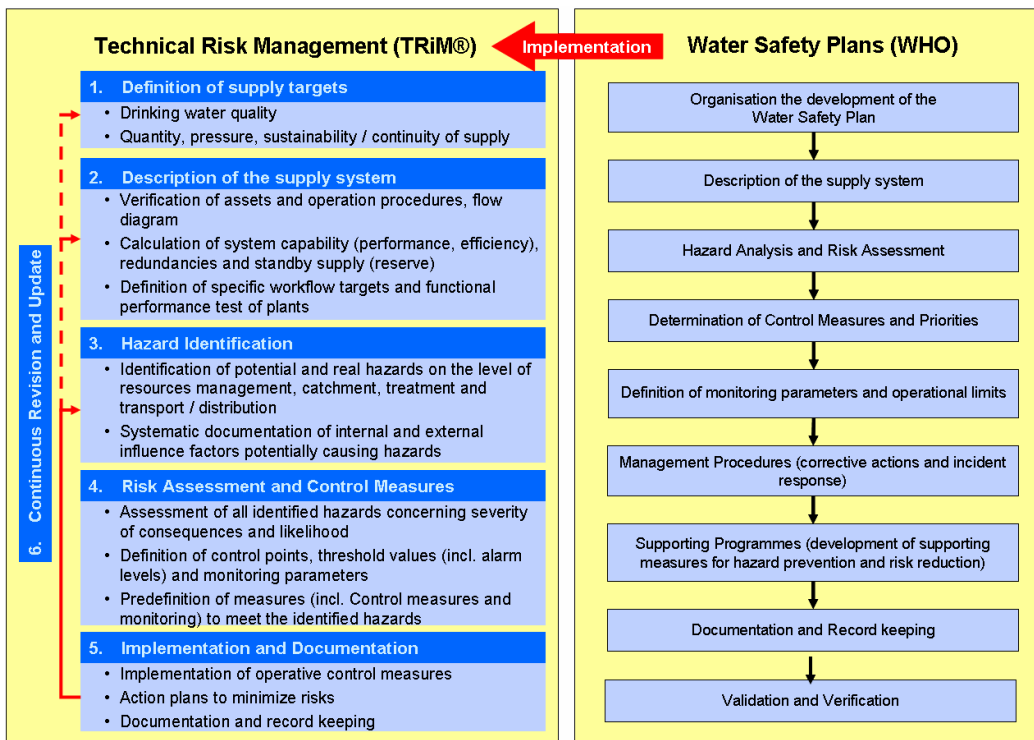 Technical Risk Management (TRiM®)
1. Definition of supply targets
• Drinking water quality
• Quantity, pressure, sustainability / continuity of supply
2. Description of the supply system
• Verification of assets and operation procedures, flow
diagram
• Calculation of system capability (performance, efficiency),
redundancies and standby supply (reserve)
• Definition of specific workflow targets and functional
performance test of plants
3. Hazard Identification
• Identification of potential and real hazards on the level of
resources management, catchment, treatment and
transport / distribution
• Systematic documentation of internal and external
influence factors potentially causing hazards
4. Risk Assessment and Control Measures
• Assessment of all identified hazards concerning severity
of consequences and likelihood
• Definition of control points, threshold values (incl. alarm
levels) and monitoring parameters
• Predefinition of measures (incl. Control measures and
monitoring) to meet the identified hazards
5. Implementation and Documentation
• Implementation of operative control measures
• Action plans to minimize risks
• Documentation and record keeping
6. Continuous Revision and Update
Implementation
Water Safety Plans (WHO)
Organisation the development of the
Water Safety Plan
Description of the supply system
Hazard Analysis and Risk Assessment
Determination of Control Measures and Priorities
Definition of monitoring parameters and operational limits
Management Procedures (corrective actions and incident
response)
Supporting Programmes (development of supporting
measures for hazard prevention and risk reduction)
Documentation and Record keeping
Validation and Verification